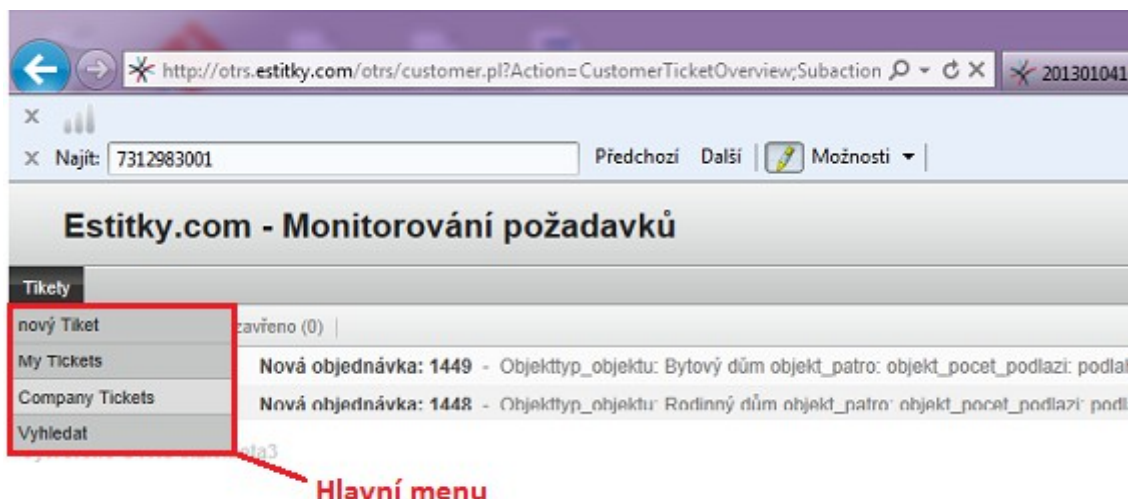 http://otrs.estitky.com/otrs/customer.pl?Action=CustomerTicketOverview;Subaction
201301041
Najít: 7312983001 Předchozí Další Možnosti
Estitky.com - Monitorování požadavků
Tikety
nový Tiket
zavřeno (0)
My Tickets
Nová objednávka: 1449 - Objekttyp_objektu: Bytový dům objekt_patro: objekt_pocet_podlazi: podlah
Company Tickets
Nová objednávka: 1448 - Objekttyp_objektu: Rodinný dům objekt_patro: objekt_pocet_podlazi: podl
Vyhledat
Hlavní menu